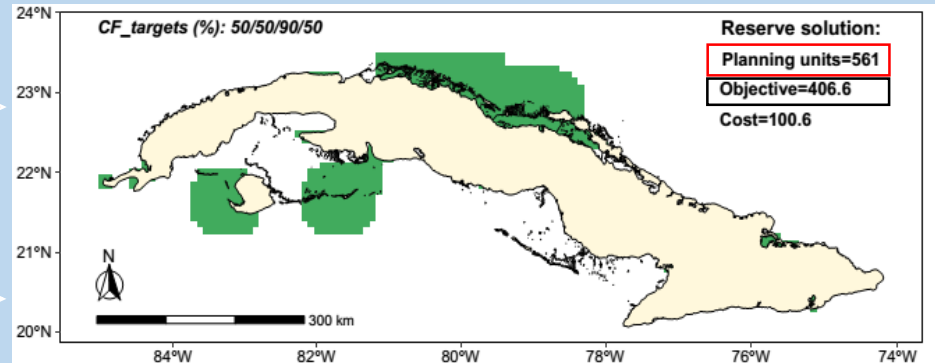 24°N
CF_targets (%): 50/50/90/50
Reserve solution:
Planning units=561
Objective=406.6
Cost=100.6
23°N
22°N
21°N
N
300 km
20°N
84°W 82°W 80°W 78°W 76°W 74°W